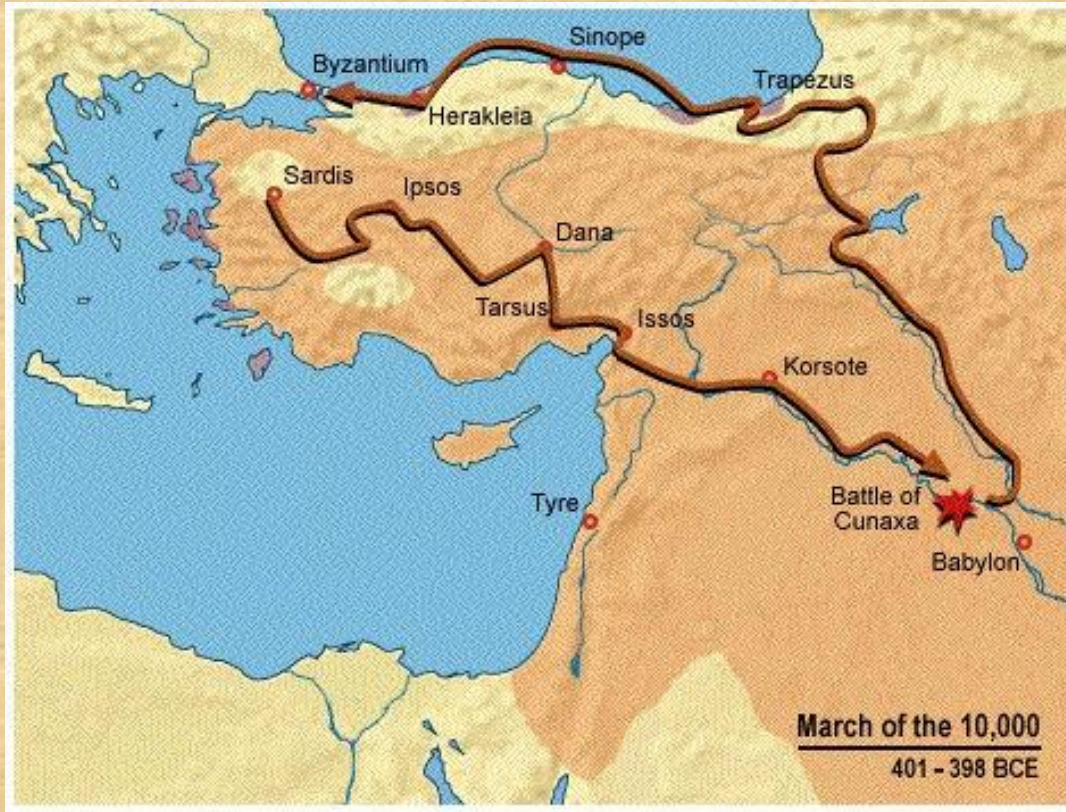 Sinope
Byzantium
Trapezus
Herakleia
Sardis
Ipsos
Dana
Tarsus
Issos
Korsote
Tyre
Battle of
Cunaxa
Babylon
March of the 10,000
401 – 398 BCE